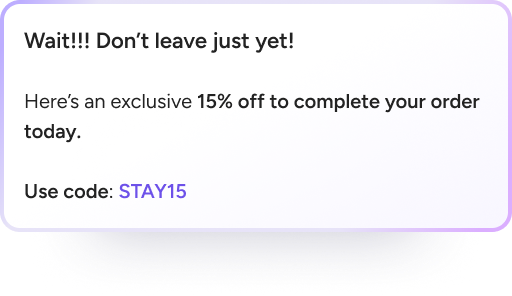 Wait!!! Don’t leave just yet!
Here’s an exclusive 15% off to complete your order
today.
Use code: STAY15